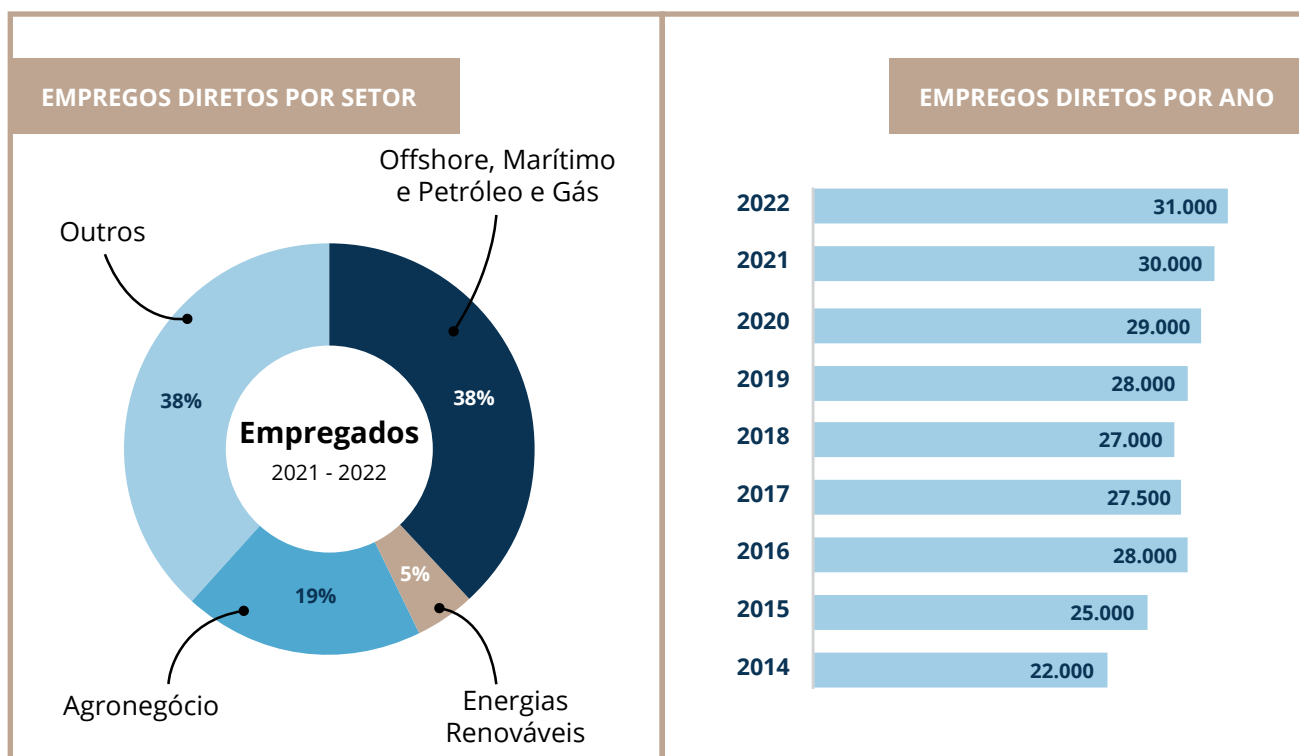 EMPREGOS DIRETOS POR SETOR
Offshore, Marítimo
e Petróleo e Gás
Outros
38%
38%
Empregados
2021 - 2022
5%
19%
Agronegócio
Energias
Renováveis
EMPREGOS DIRETOS POR ANO
2022 31.000
2021 30.000
2020 29.000
2019 28.000
2018 27.000
2017 27.500
2016 28.000
2015 25.000
2014 22.000